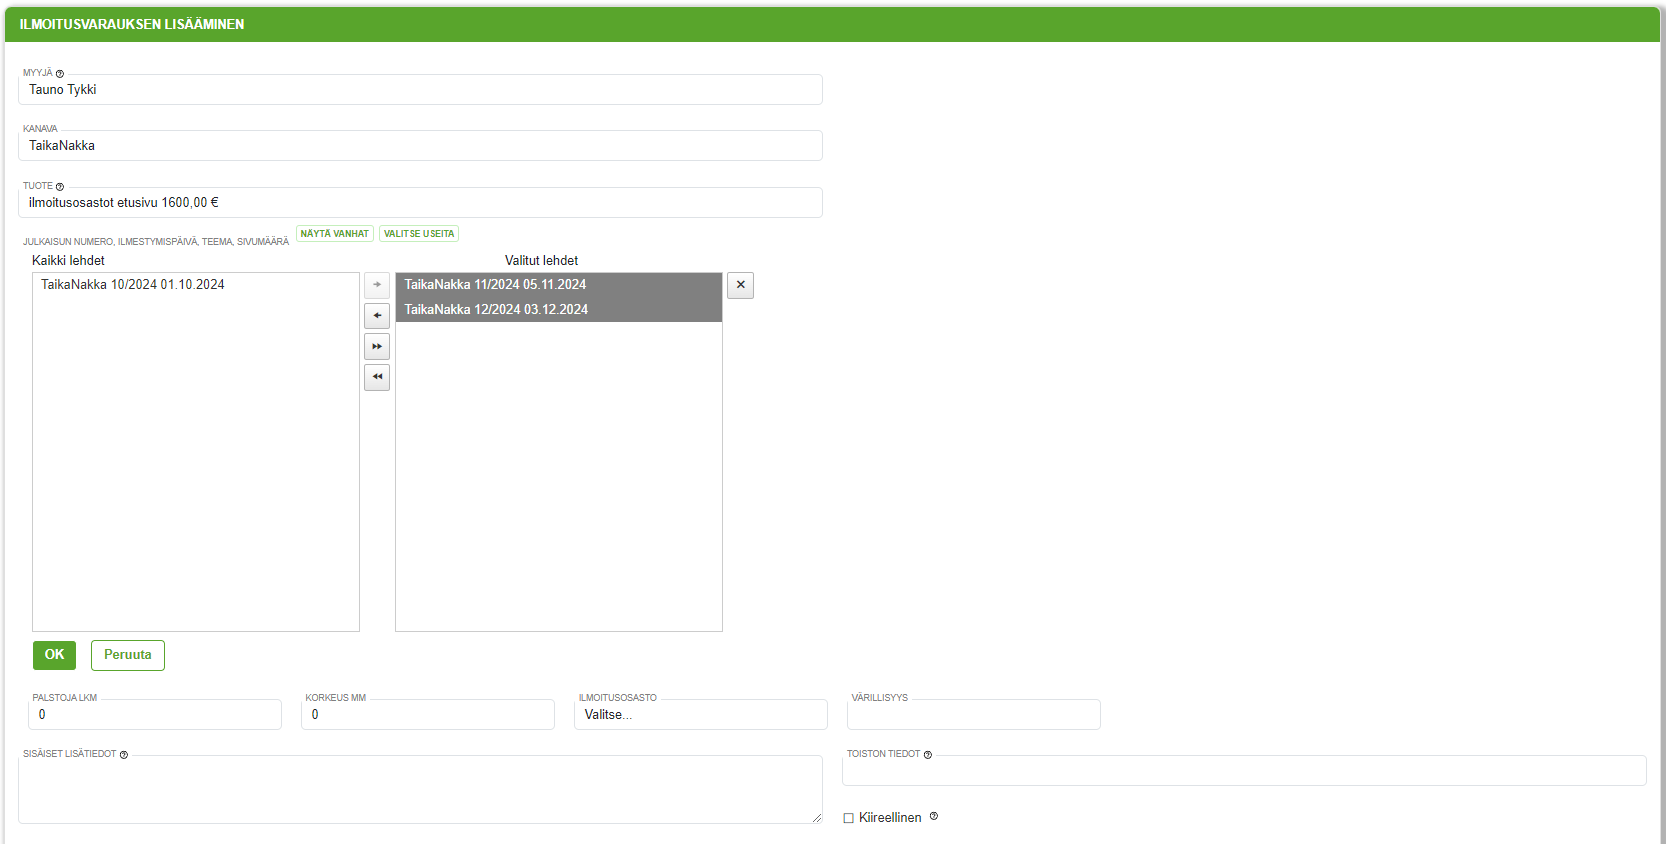 ILMOITUSVARAUKSEN LISÄÄMINEN
MYYJÄ
Tauno Tykki
KANAVA
TaikaNakka
TUOTE
ilmoitusosastot etusivu 1600,00 €
JULKAISUN NUMERO, ILMESTYMISPÄIVÄ, TEEMA, SIVUMÄÄRÄ NÄYTÄ VANHAT VALITSE USEITA
Kaikki lehdet Valitut lehdet
TaikaNakka 10/2024 01.10.2024 TaikaNakka 11/2024 05.11.2024
TaikaNakka 12/2024 03.12.2024
OK Peruuta
PALSTOJA LKM KORKEUS MM ILMOITUSOSASTO VÄRILLISYYS
0 0 Valitse...
SISÄISET LISÄTIEDOT TOISTON TIEDOT
Kiireellinen